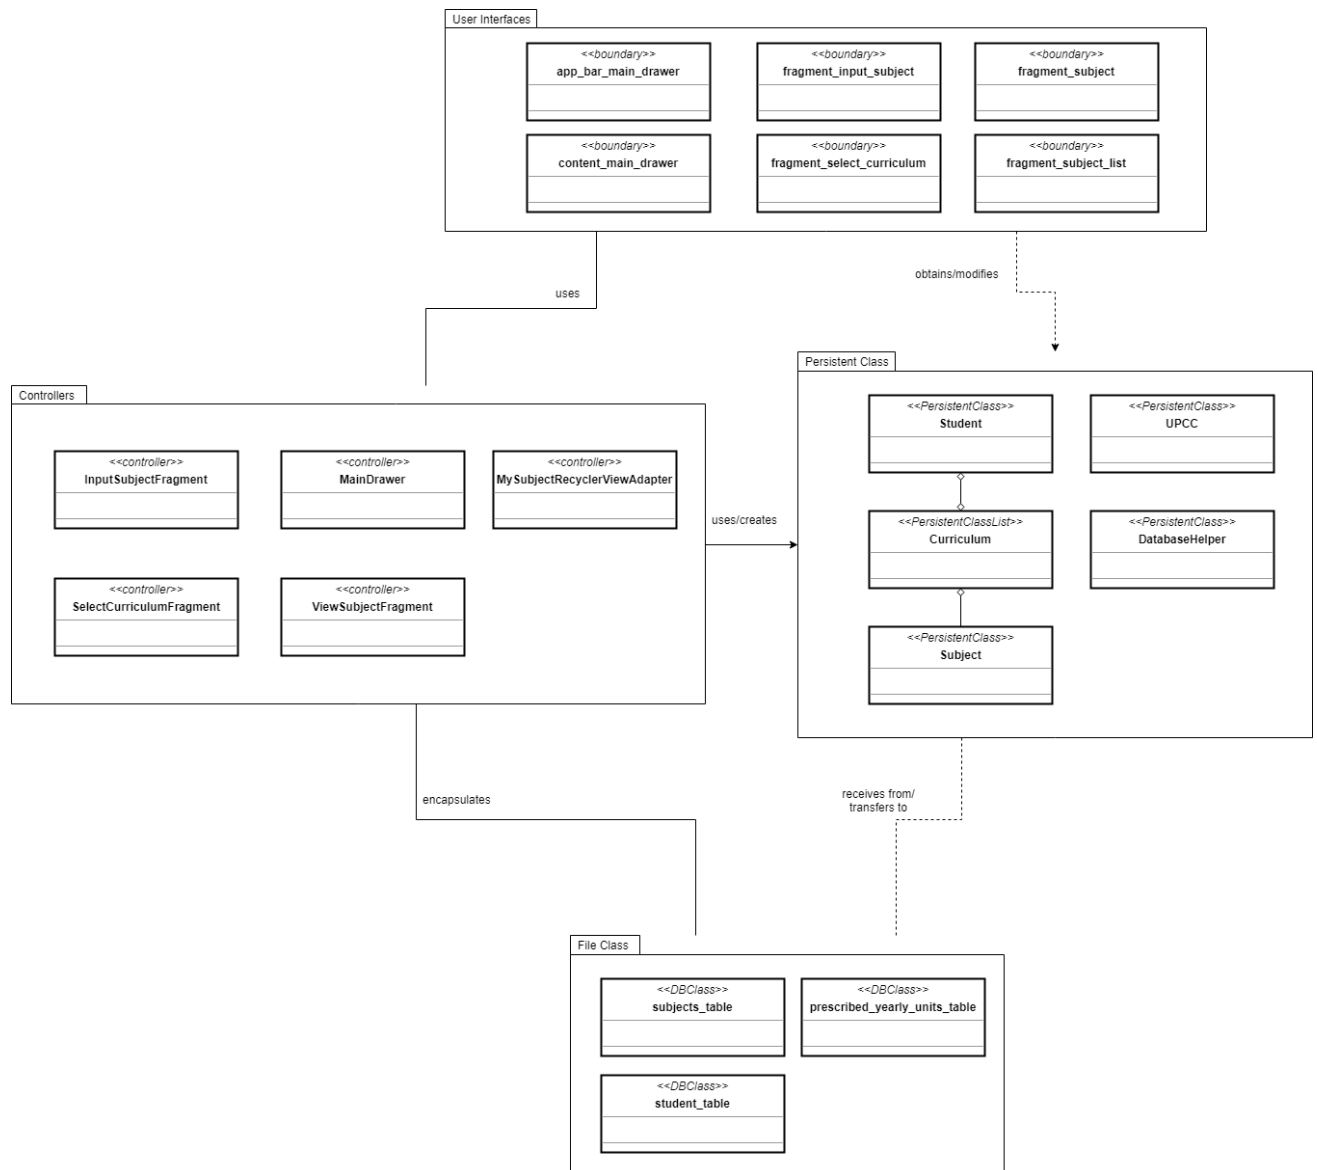 User Interfaces
<<boundary>>
app_bar_main_drawer
<<boundary>>
fragment_input_subject
<<boundary>>
fragment_subject
<<boundary>>
content_main_drawer
<<boundary>>
fragment_select_curriculum
<<boundary>>
fragment_subject_list
uses
obtains/modifies
Controllers
<<controller>>
InputSubjectFragment
<<controller>>
MainDrawer
<<controller>>
MySubjectRecyclerViewAdapter
<<controller>>
SelectCurriculumFragment
<<controller>>
ViewSubjectFragment
uses/creates
Persistent Class
<<PersistentClass>>
Student
<<PersistentClass>>
UPCC
<<PersistentClassList>>
Curriculum
<<PersistentClass>>
DatabaseHelper
<<PersistentClass>>
Subject
encapsulates
receives from/
transfers to
File Class
<<DBClass>>
subjects_table
<<DBClass>>
prescribed_yearly_units_table
<<DBClass>>
student_table